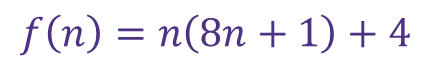 f(n) = n(8n + 1) + 4